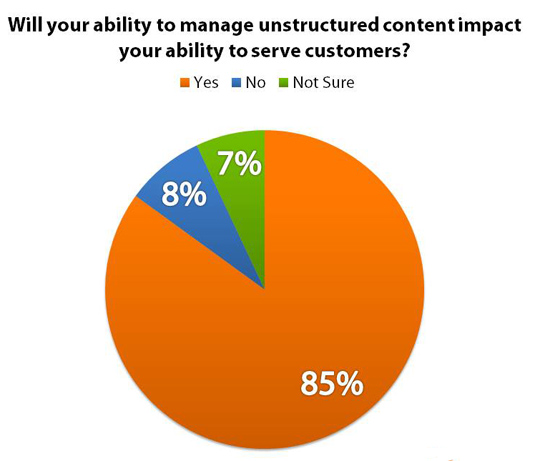 Will your ability to manage unstructured content impact
your ability to serve customers?
Yes No Not Sure
7%
8%
85%